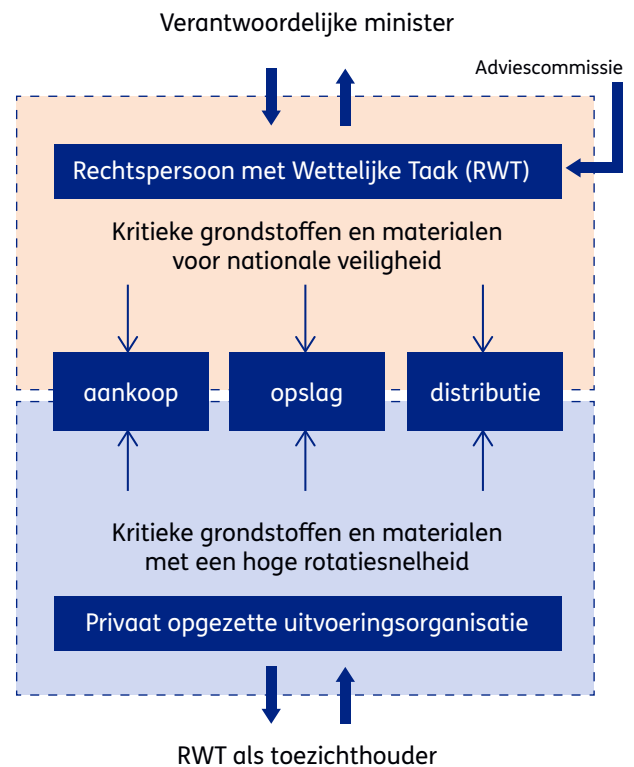 Verantwoordelijke minister
Adviescommissie
Rechtspersoon met Wettelijke Taak (RWT)
Kritieke grondstoffen en materialen
voor nationale veiligheid
aankoop
opslag
distributie
Kritieke grondstoffen en materialen
met een hoge rotatiesnelheid
Privaat opgezette uitvoeringsorganisatie
RWT als toezichthouder